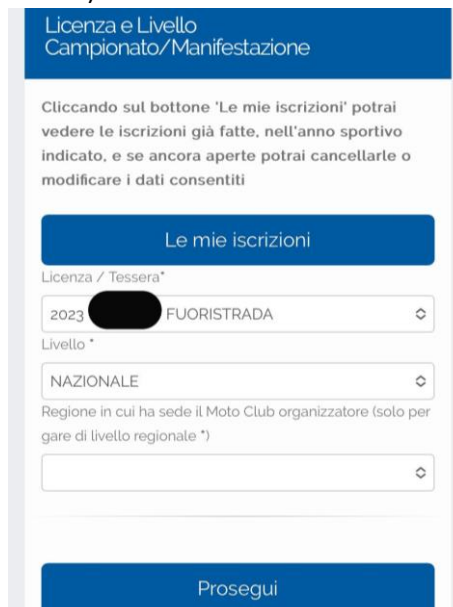 Licenza e Livello
Campionato/Manifestazione
Cliccando sul bottone 'Le mie iscrizioni' potrai
vedere le iscrizioni già fatte, nell'anno sportivo
indicato, e se ancora aperte potrai cancellarle o
modificare i dati consentiti
Le mie iscrizioni
Licenza / Tessera*
2023 FUORISTRADA
Livello *
NAZIONALE
Regione in cui ha sede il Moto Club organizzatore (solo per
gare di livello regionale *)
Prosegui